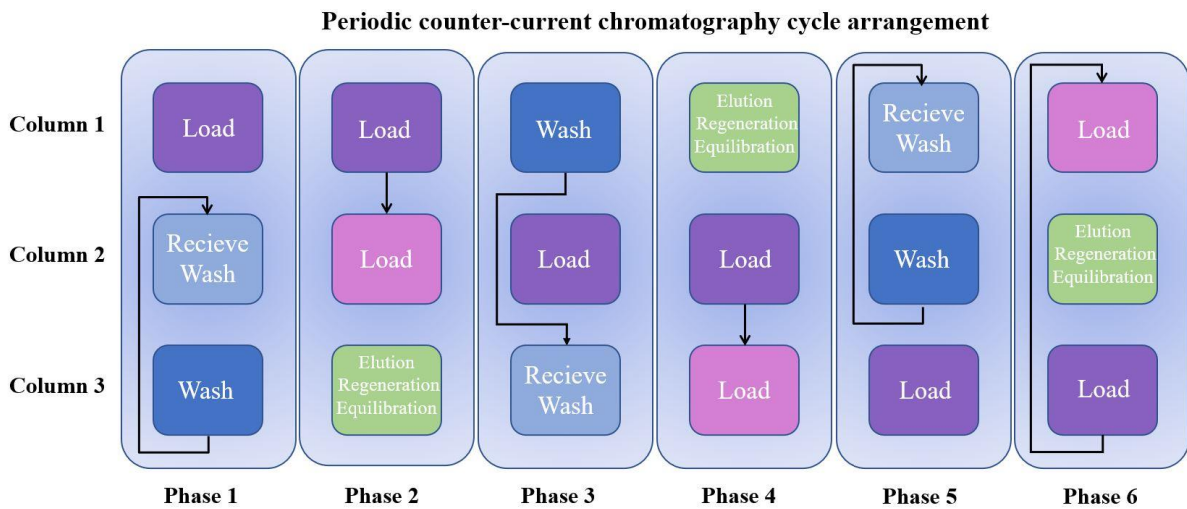 Periodic counter-current chromatography cycle arrangement
Column 1
Load
Load
Wash
Elution
Regeneration
Equilibration
Recieve
Wash
Load
Column 2
Recieve
Wash
Load
Load
Load
Wash
Elution
Regeneration
Equilibration
Column 3
Wash
Elution
Regeneration
Equilibration
Recieve
Wash
Load
Load
Load
Phase 1
Phase 2
Phase 3
Phase 4
Phase 5
Phase 6